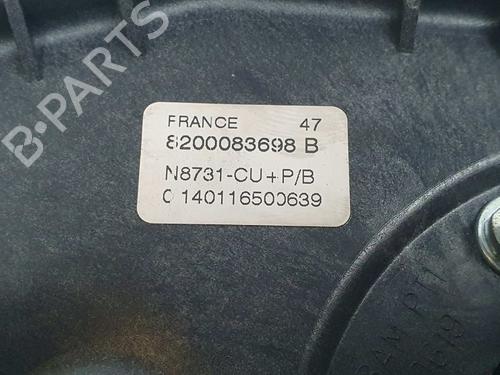 FRANCE 47
8200083698 B
N8731-CU+P/B
0 140116500639
B-PARTS